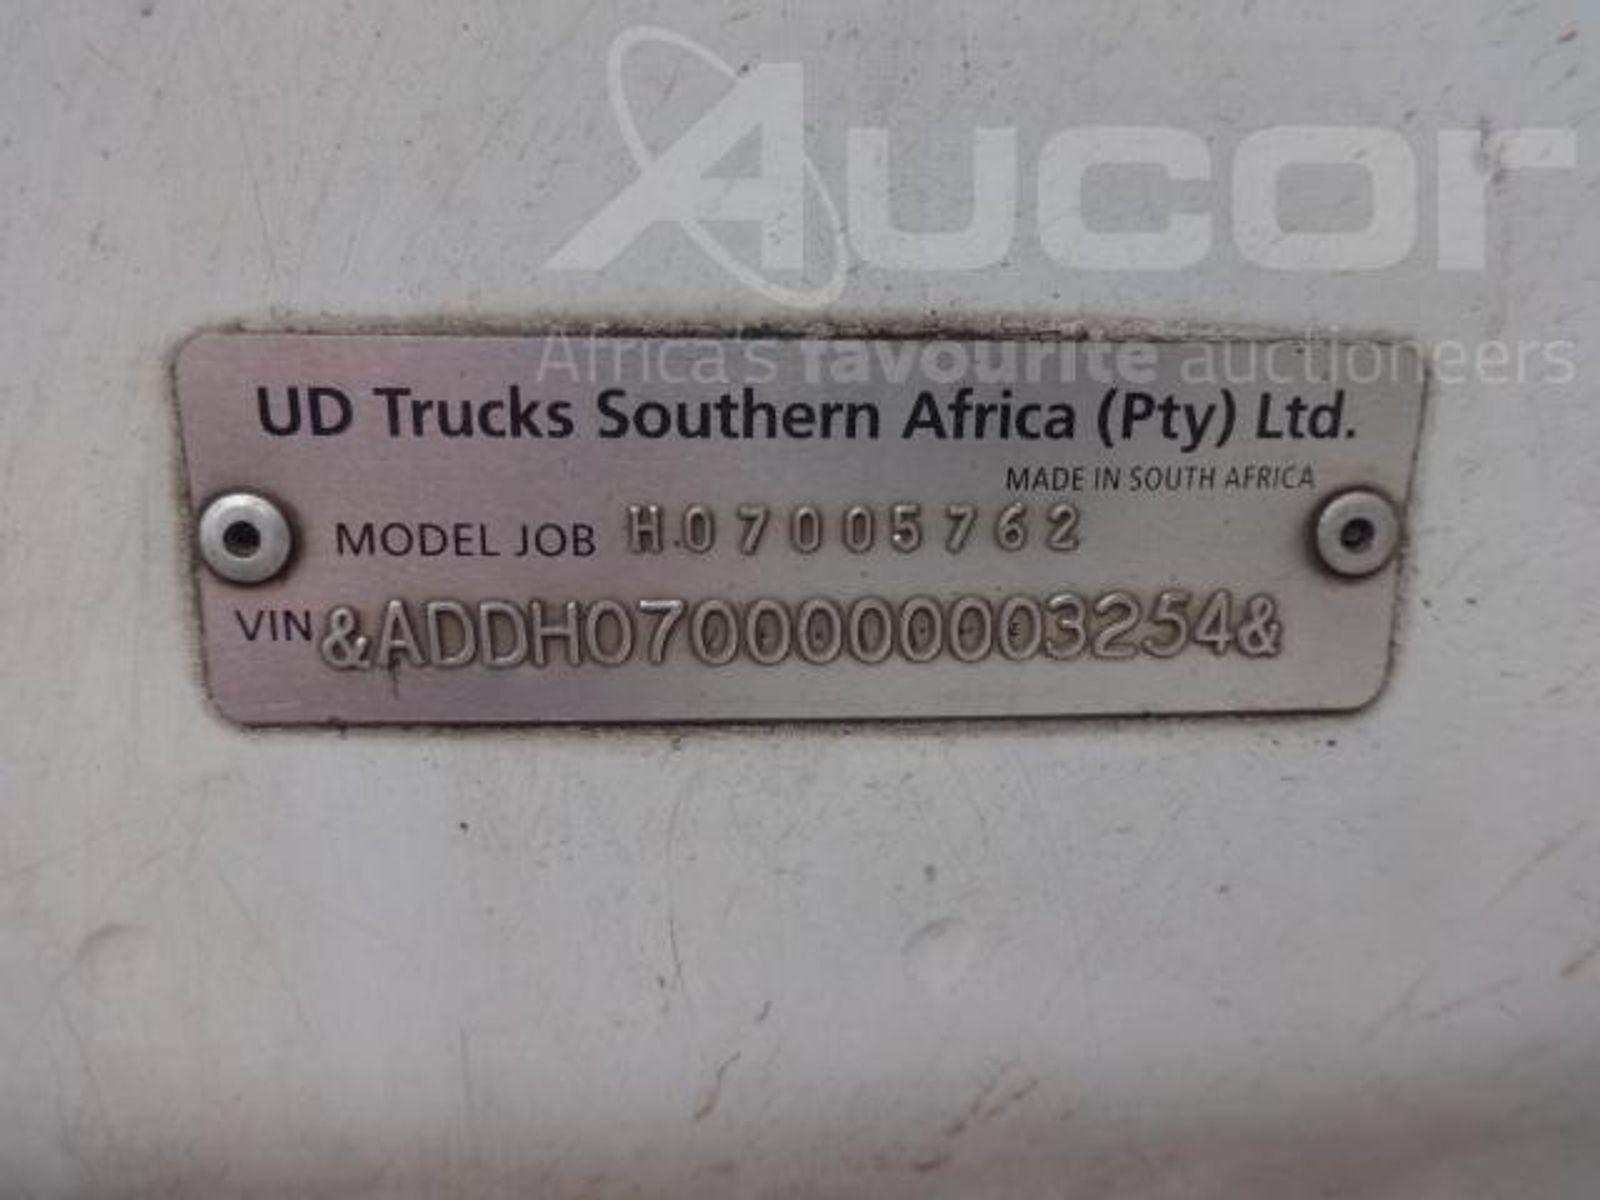 Aucor
Africa's favourite auctioneers
UD Trucks Southern Africa (Pty) Ltd.
MADE IN SOUTH AFRICA
MODEL JOB H07005762
VIN &ADDH0700000003254&